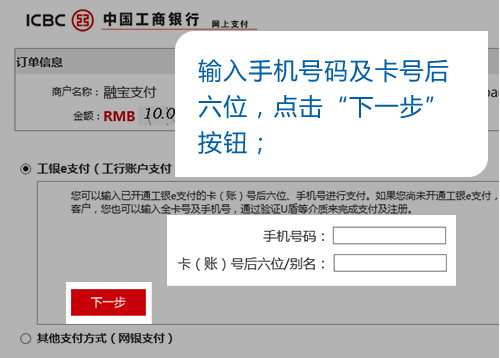 ICBC 中国工商银行 网上支付
输入手机号码及卡号后
六位，点击“下一步”
按钮；
订单信息
商户名称：融宝支付
金额：RMB 10.0
工银e支付（工行账户支付
您可以输入已开通工银e支付的卡（账）号后六位、手机号进行支付。如果您尚未开通工银e支付，
客户，您也可以输入全卡号及手机号，通过验证U盾等介质来完成支付及注册。
手机号码：
卡（账）号后六位/别名：
下一步
其他支付方式（网银支付）